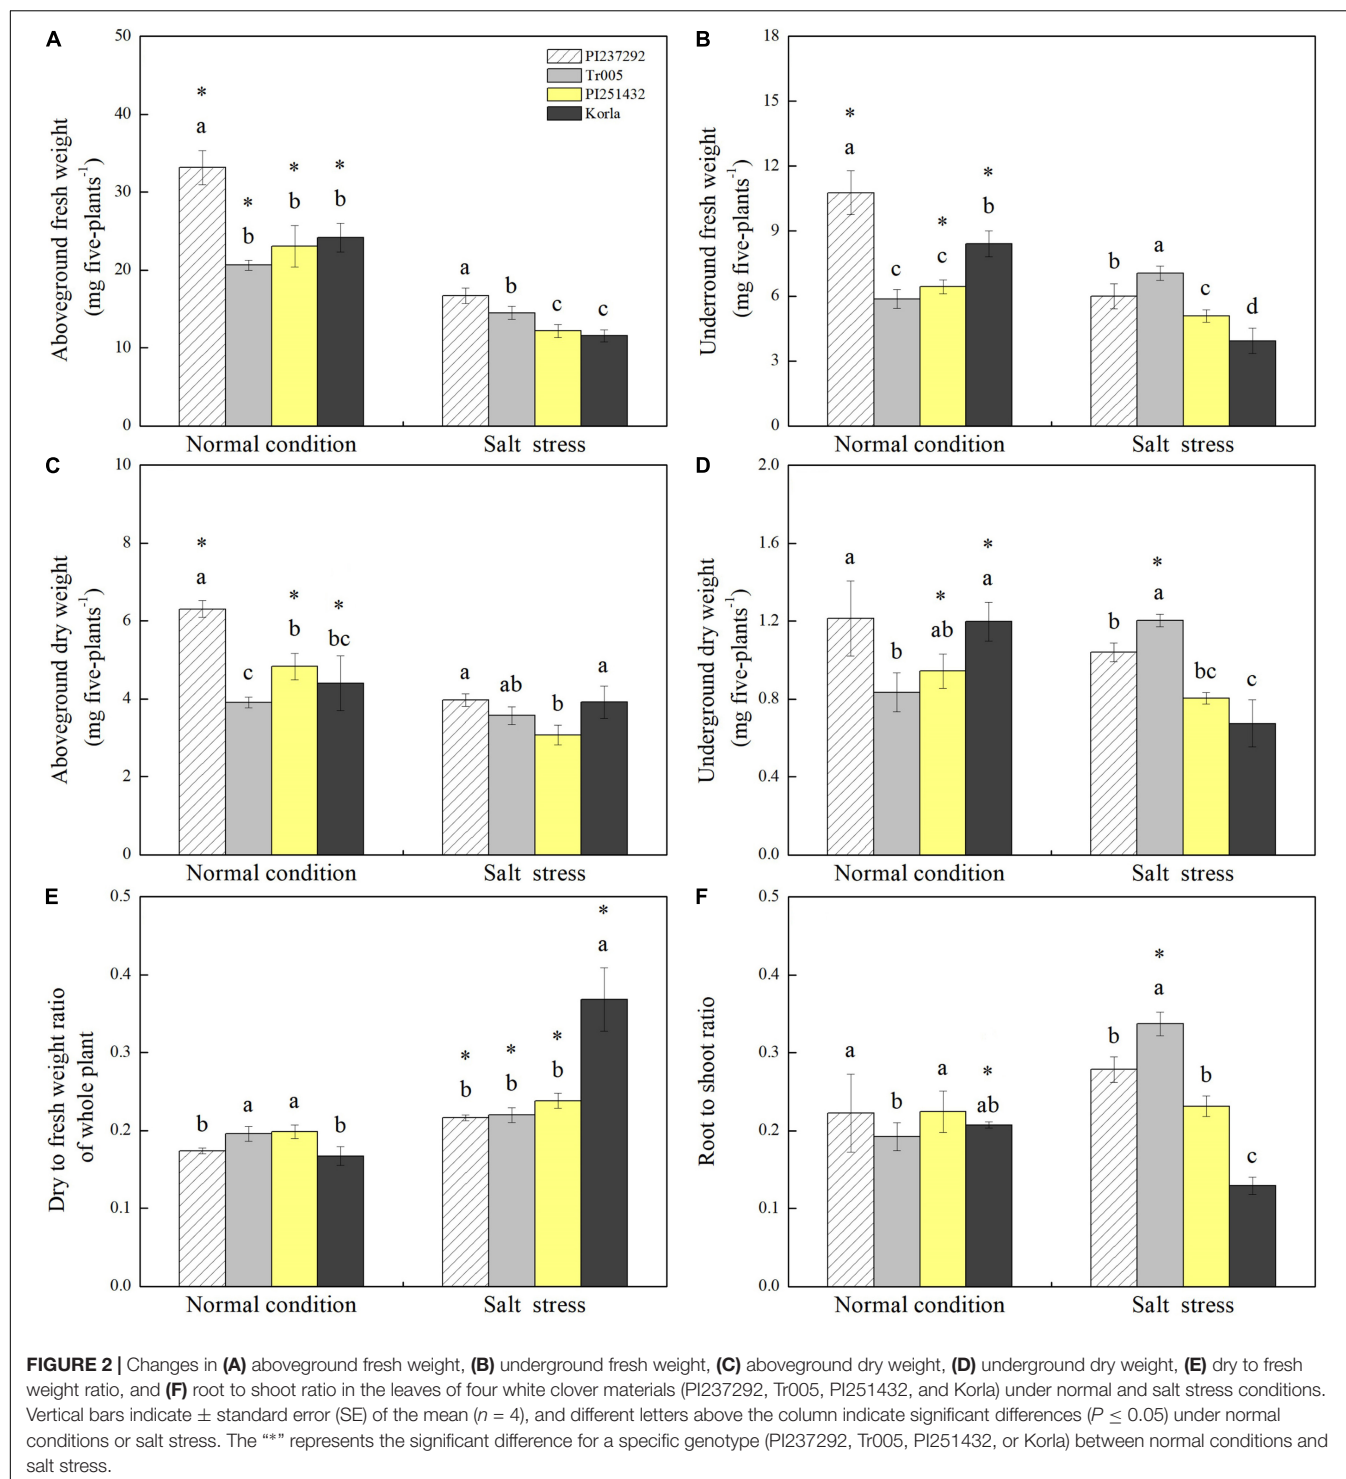 A
50
40
30
20
10
0
Aboveground fresh weight
(mg five-plants⁻¹)
PI237292
Tr005
PI251432
Korla
* * * *
a b b b
a b c c
Normal condition Salt stress
B
18
15
12
9
6
3
0
Underround fresh weight
(mg five-plants⁻¹)
* * *
a c c b
b a c d
Normal condition Salt stress
C
10
8
6
4
2
0
Aboveground dry weight
(mg five-plants⁻¹)
* * *
a c b bc
a ab b a
Normal condition Salt stress
D
2.0
1.6
1.2
0.8
0.4
0.0
Underground dry weight
(mg five-plants⁻¹)
* * *
a b ab a
b a bc c
Normal condition Salt stress
E
0.5
0.4
0.3
0.2
0.1
0.0
Dry to fresh weight ratio
of whole plant
b a a b
* * * *
b b b a
Normal condition Salt stress
F
0.5
0.4
0.3
0.2
0.1
0.0
Root to shoot ratio
* *
a b a ab
b a b c
Normal condition Salt stress
FIGURE 2 | Changes in (A) aboveground fresh weight, (B) underground fresh weight, (C) aboveground dry weight, (D) underground dry weight, (E) dry to fresh
weight ratio, and (F) root to shoot ratio in the leaves of four white clover materials (PI237292, Tr005, PI251432, and Korla) under normal and salt stress conditions.
Vertical bars indicate ± standard error (SE) of the mean (n = 4), and different letters above the column indicate significant differences (P ≤ 0.05) under normal
conditions or salt stress. The “*” represents the significant difference for a specific genotype (PI237292, Tr005, PI251432, or Korla) between normal conditions and
salt stress.